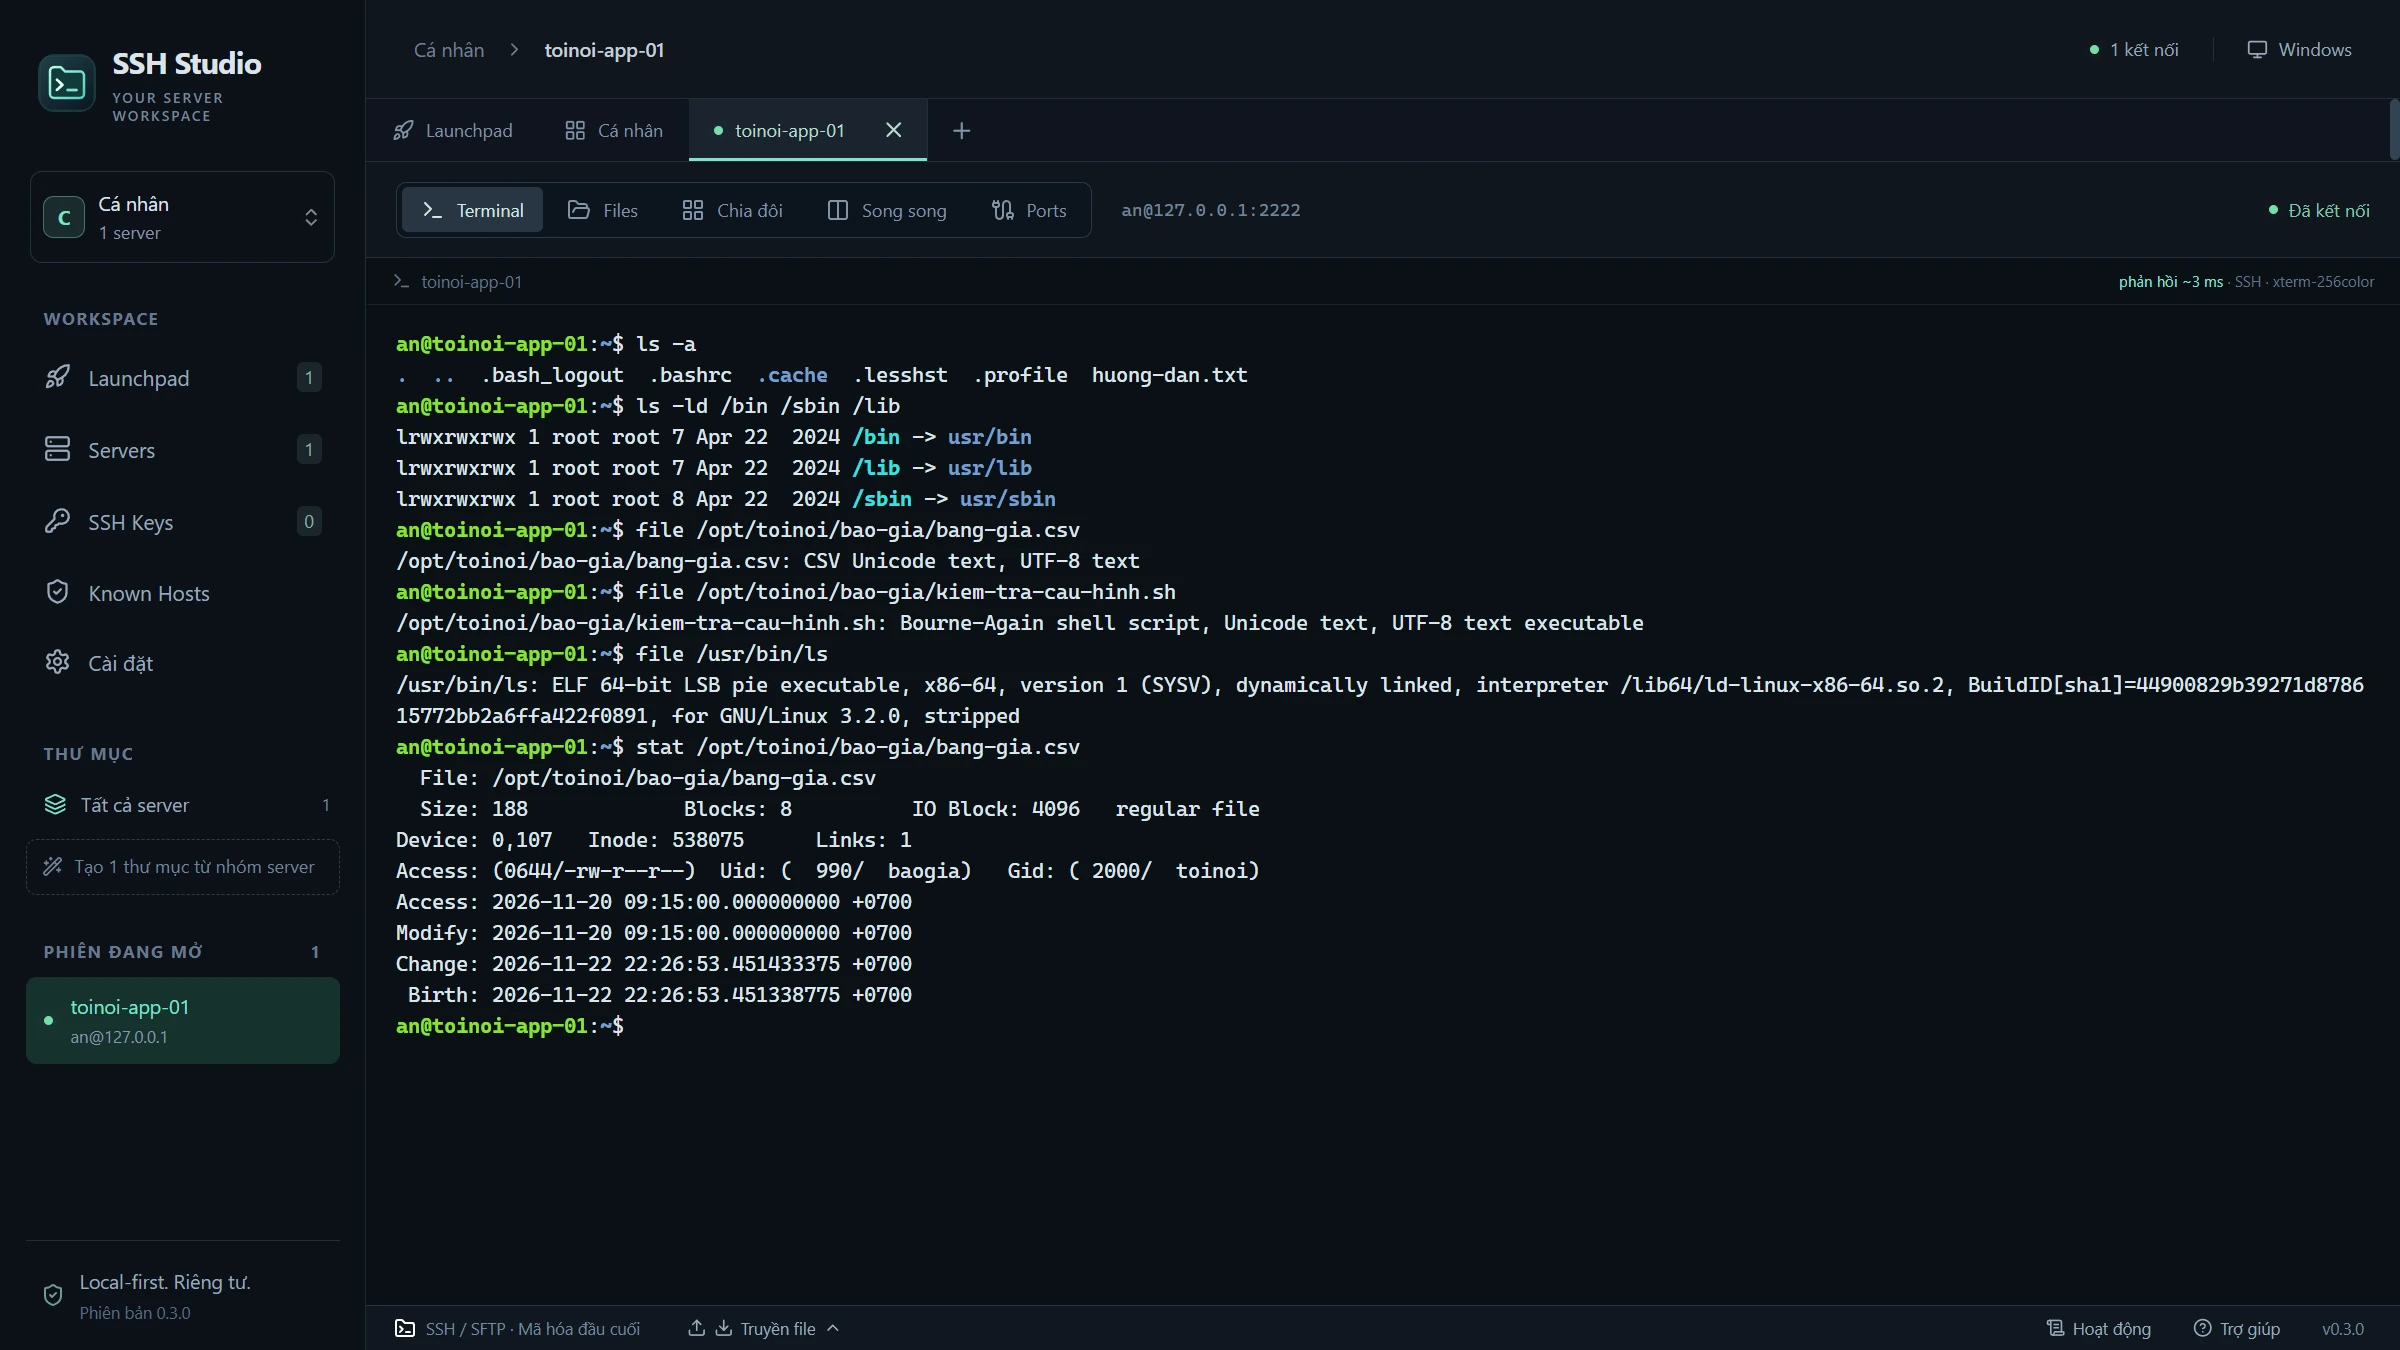 SSH Studio
YOUR SERVER
WORKSPACE
C
Cá nhân
1 server
WORKSPACE
Launchpad 1
Servers 1
SSH Keys 0
Known Hosts
Cài đặt
THƯ MỤC
Tất cả server 1
Tạo 1 thư mục từ nhóm server
PHIÊN ĐANG MỞ 1
toinoi-app-01
an@127.0.0.1
Local-first. Riêng tư.
Phiên bản 0.3.0
Cá nhân > toinoi-app-01
1 kết nối
Windows
Launchpad
Cá nhân
toinoi-app-01
Terminal
Files
Chia đôi
Song song
Ports
an@127.0.0.1:2222
Đã kết nối
toinoi-app-01
phản hồi ~3 ms · SSH · xterm-256color
an@toinoi-app-01:~$ ls -a
.  ..  .bash_logout  .bashrc  .cache  .lesshst  .profile  huong-dan.txt
an@toinoi-app-01:~$ ls -ld /bin /sbin /lib
lrwxrwxrwx 1 root root 7 Apr 22  2024 /bin -> usr/bin
lrwxrwxrwx 1 root root 7 Apr 22  2024 /lib -> usr/lib
lrwxrwxrwx 1 root root 8 Apr 22  2024 /sbin -> usr/sbin
an@toinoi-app-01:~$ file /opt/toinoi/bao-gia/bang-gia.csv
/opt/toinoi/bao-gia/bang-gia.csv: CSV Unicode text, UTF-8 text
an@toinoi-app-01:~$ file /opt/toinoi/bao-gia/kiem-tra-cau-hinh.sh
/opt/toinoi/bao-gia/kiem-tra-cau-hinh.sh: Bourne-Again shell script, Unicode text, UTF-8 text executable
an@toinoi-app-01:~$ file /usr/bin/ls
/usr/bin/ls: ELF 64-bit LSB pie executable, x86-64, version 1 (SYSV), dynamically linked, interpreter /lib64/ld-linux-x86-64.so.2, BuildID[sha1]=44900829b39271d8786
15772bb2a6ffa422f0891, for GNU/Linux 3.2.0, stripped
an@toinoi-app-01:~$ stat /opt/toinoi/bao-gia/bang-gia.csv
  File: /opt/toinoi/bao-gia/bang-gia.csv
  Size: 188             Blocks: 8          IO Block: 4096   regular file
Device: 0,107   Inode: 538075      Links: 1
Access: (0644/-rw-r--r--)  Uid: (  990/  baogia)   Gid: ( 2000/  toinoi)
Access: 2026-11-20 09:15:00.000000000 +0700
Modify: 2026-11-20 09:15:00.000000000 +0700
Change: 2026-11-22 22:26:53.451433375 +0700
 Birth: 2026-11-22 22:26:53.451338775 +0700
an@toinoi-app-01:~$
SSH / SFTP · Mã hóa đầu cuối
Truyền file
Hoạt động
Trợ giúp
v0.3.0